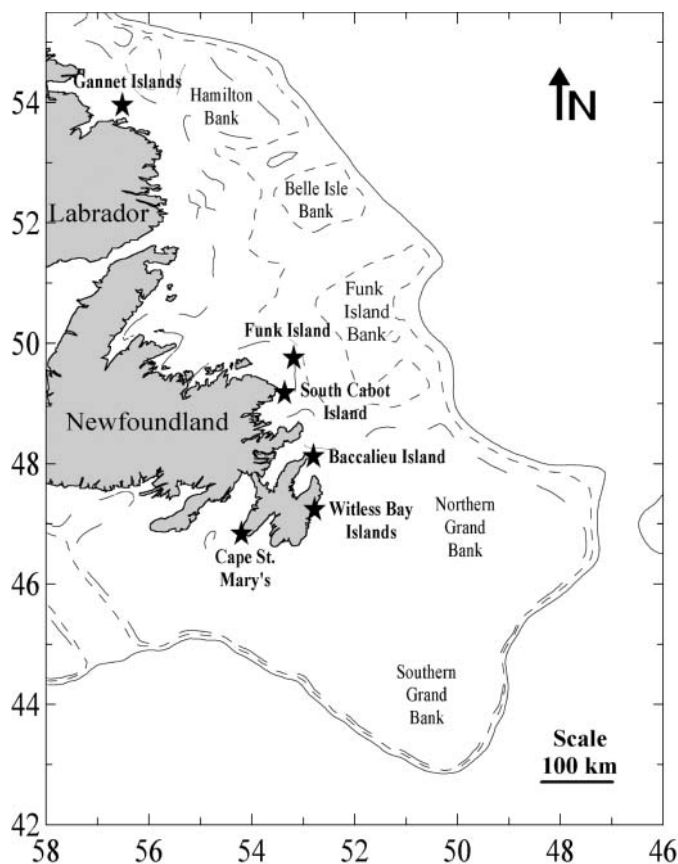 54
52
50
48
46
44
42
58
56
54
52
50
48
46
Gannet Islands
Hamilton
Bank
N
Labrador
Belle Isle
Bank
Funk
Island
Bank
Funk Island
South Cabot
Island
Newfoundland
Baccalieu Island
Witless Bay
Islands
Northern
Grand
Bank
Cape St.
Mary's
Southern
Grand
Bank
Scale
100 km